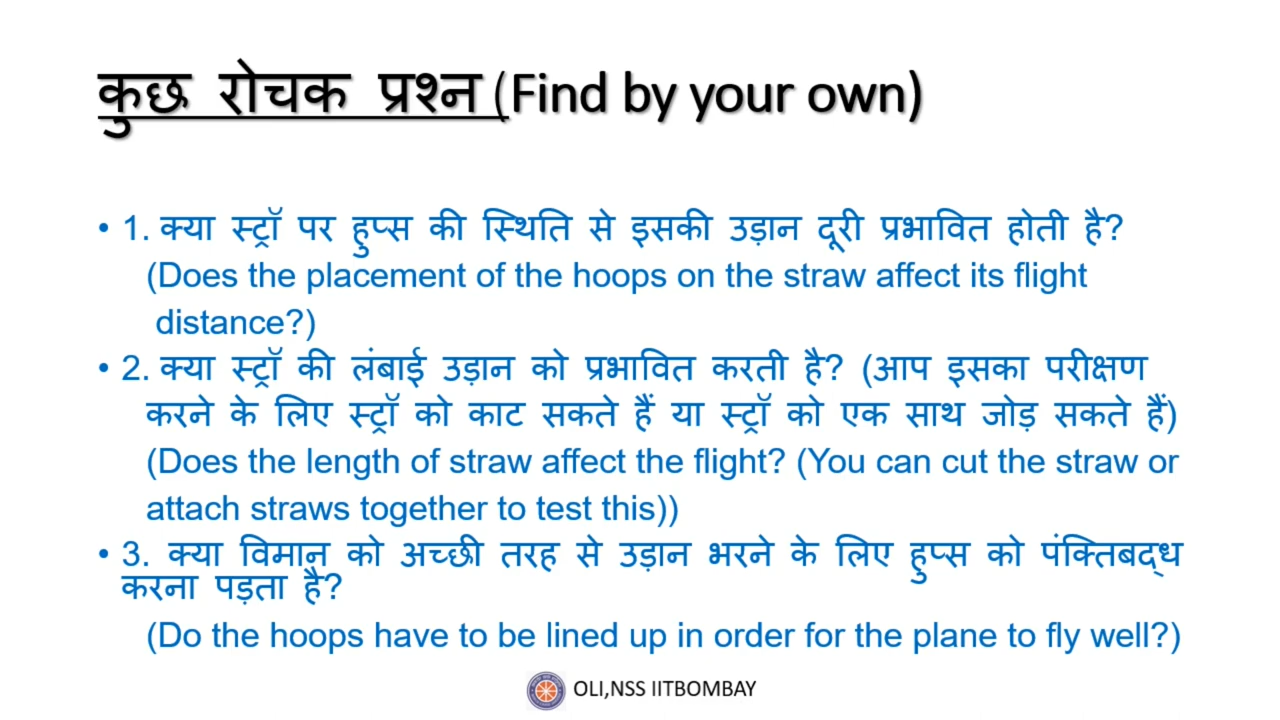 कुछ रोचक प्रश्न (Find by your own)
• 1. क्या स्ट्रॉ पर हुप्स की स्थिति से इसकी उड़ान दूरी प्रभावित होती है?
(Does the placement of the hoops on the straw affect its flight
distance?)
• 2. क्या स्ट्रॉ की लंबाई उड़ान को प्रभावित करती है? (आप इसका परीक्षण
करने के लिए स्ट्रॉ को काट सकते हैं या स्ट्रॉ को एक साथ जोड़ सकते हैं)
(Does the length of straw affect the flight? (You can cut the straw or
attach straws together to test this))
• 3. क्या विमान को अच्छी तरह से उड़ान भरने के लिए हुप्स को पंक्तिबद्ध
करना पड़ता है?
(Do the hoops have to be lined up in order for the plane to fly well?)
OLI,NSS IITBOMBAY